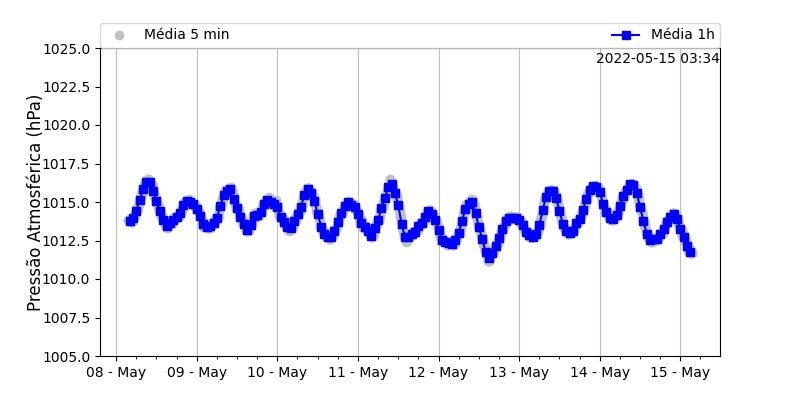 Média 5 min
Média 1h
2022-05-15 03:34
Pressão Atmosférica (hPa)
1025.0
1022.5
1020.0
1017.5
1015.0
1012.5
1010.0
1007.5
1005.0
08 - May
09 - May
10 - May
11 - May
12 - May
13 - May
14 - May
15 - May